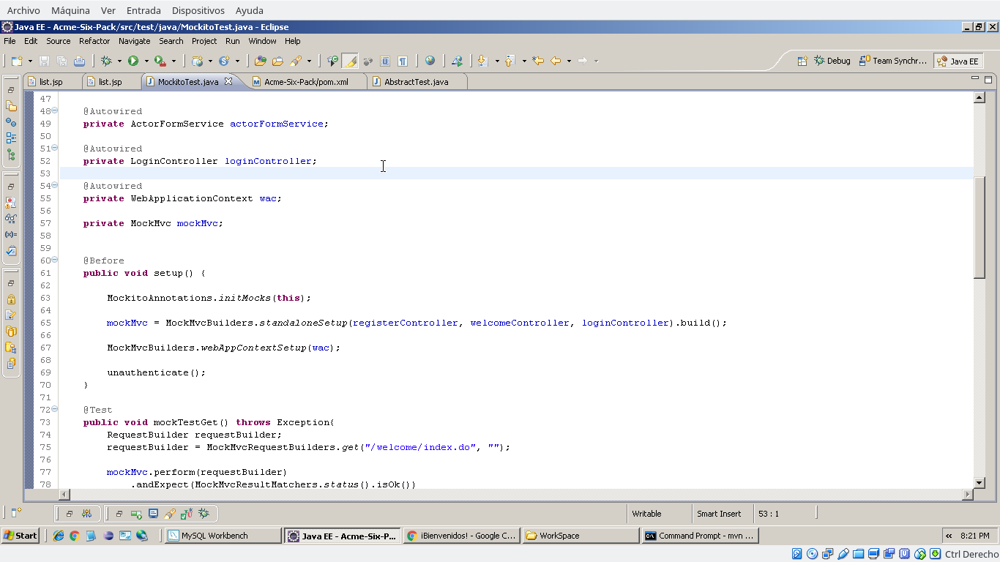 Archivo Máquina Ver Entrada Dispositivos Ayuda
Java EE - Acme-Six-Pack/src/test/java/MockitoTest.java - Eclipse
File Edit Source Refactor Navigate Search Project Run Window Help
Debug Team Synchr... Java EE
list.jsp list.jsp MockitoTest.java Acme-Six-Pack/pom.xml AbstractTest.java
47
48 @Autowired
49 private ActorFormService actorFormService;
50
51 @Autowired
52 private LoginController loginController;
53
54 @Autowired
55 private WebApplicationContext wac;
56
57 private MockMvc mockMvc;
58
59
60 @Before
61 public void setup() {
62
63 MockitoAnnotations.initMocks(this);
64
65 mockMvc = MockMvcBuilders.standaloneSetup(registerController, welcomeController, loginController).build();
66
67 MockMvcBuilders.webAppContextSetup(wac);
68
69 unauthenticate();
70 }
71
72 @Test
73 public void mockTestGet() throws Exception{
74 RequestBuilder requestBuilder;
75 requestBuilder = MockMvcRequestBuilders.get("/welcome/index.do", "");
76
77 mockMvc.perform(requestBuilder)
78 .andExpect(MockMvcResultMatchers.status().isOk())
Writable Smart Insert 53 : 1
Start MySQL Workbench Java EE - Acme-Six-P... ¡Bienvenidos! - Google C... WorkSpace Command Prompt - mvn ... « 8:21 PM
Ctrl Derecho